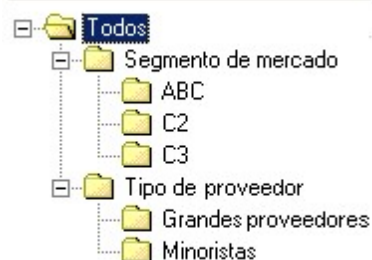 Todos
Segmento de mercado
ABC
C2
C3
Tipo de proveedor
Grandes proveedores
Minoristas